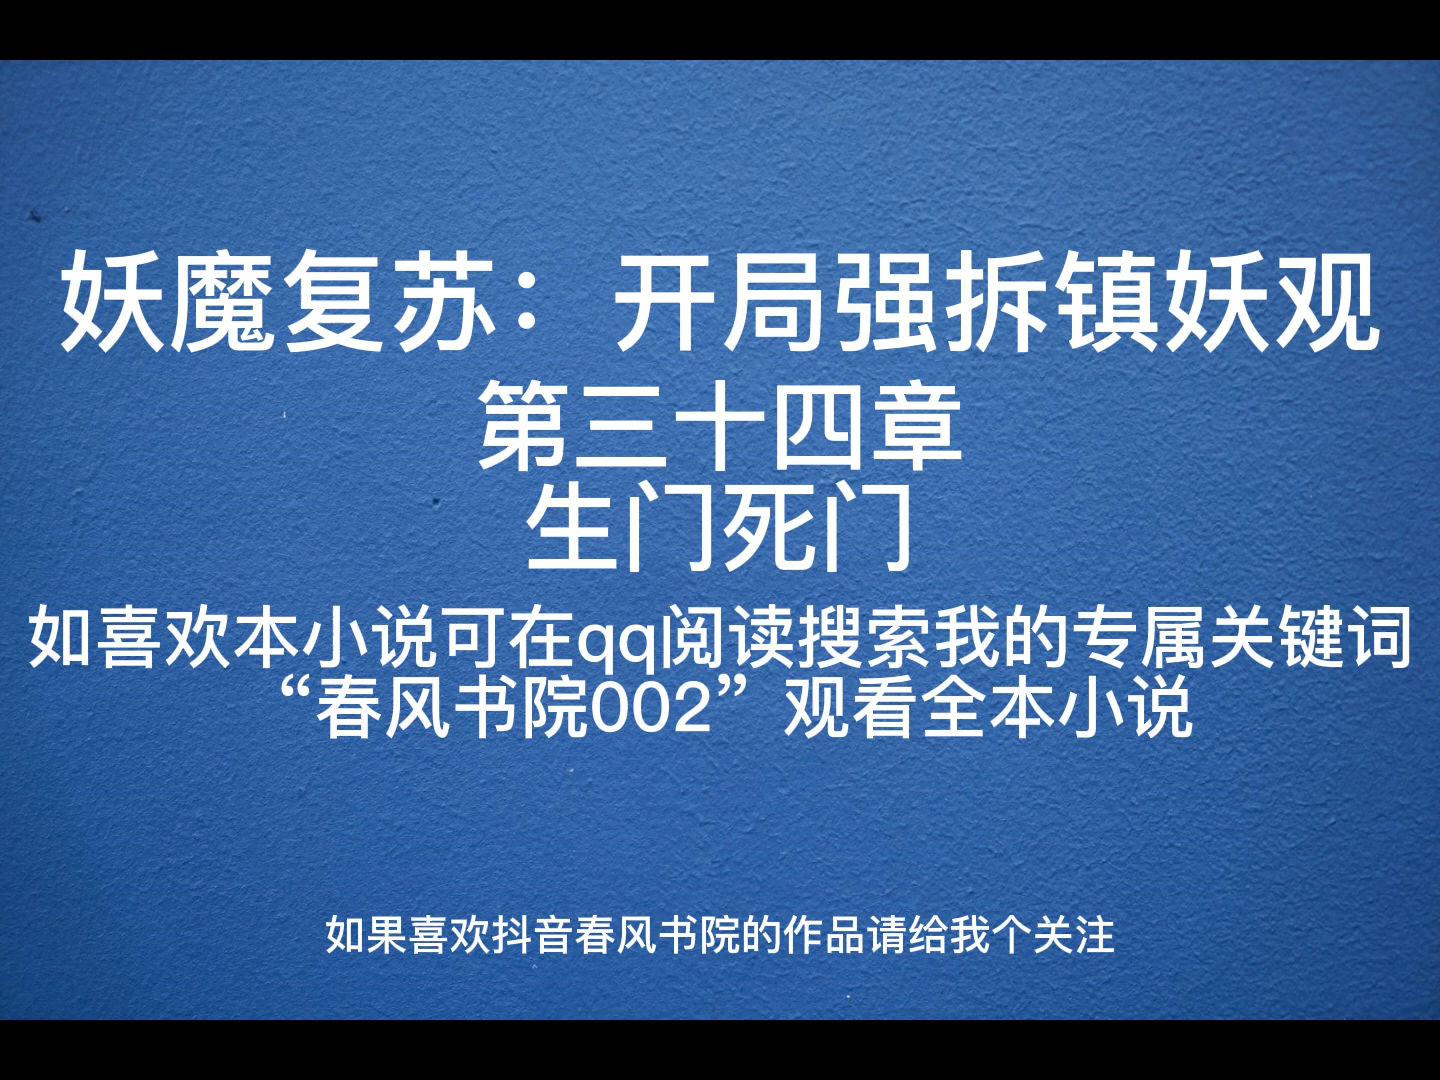 妖魔复苏：开局强拆镇妖观
第三十四章
生门死门
如喜欢本小说可在qq阅读搜索我的专属关键词
“春风书院002”观看全本小说
如果喜欢抖音春风书院的作品请给我个关注